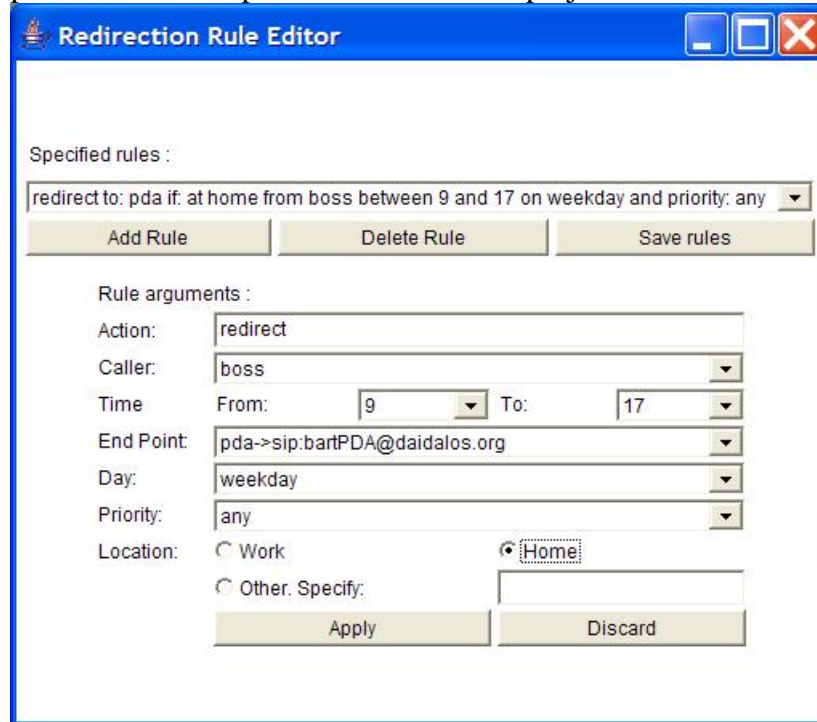 Redirection Rule Editor
Specified rules :
redirect to: pda if: at home from boss between 9 and 17 on weekday and priority: any
Add Rule Delete Rule Save rules
Rule arguments :
Action: redirect
Caller: boss
Time From: 9 To: 17
End Point: pda->sip:bartPDA@daidalos.org
Day: weekday
Priority: any
Location: Work Home
Other. Specify:
Apply Discard